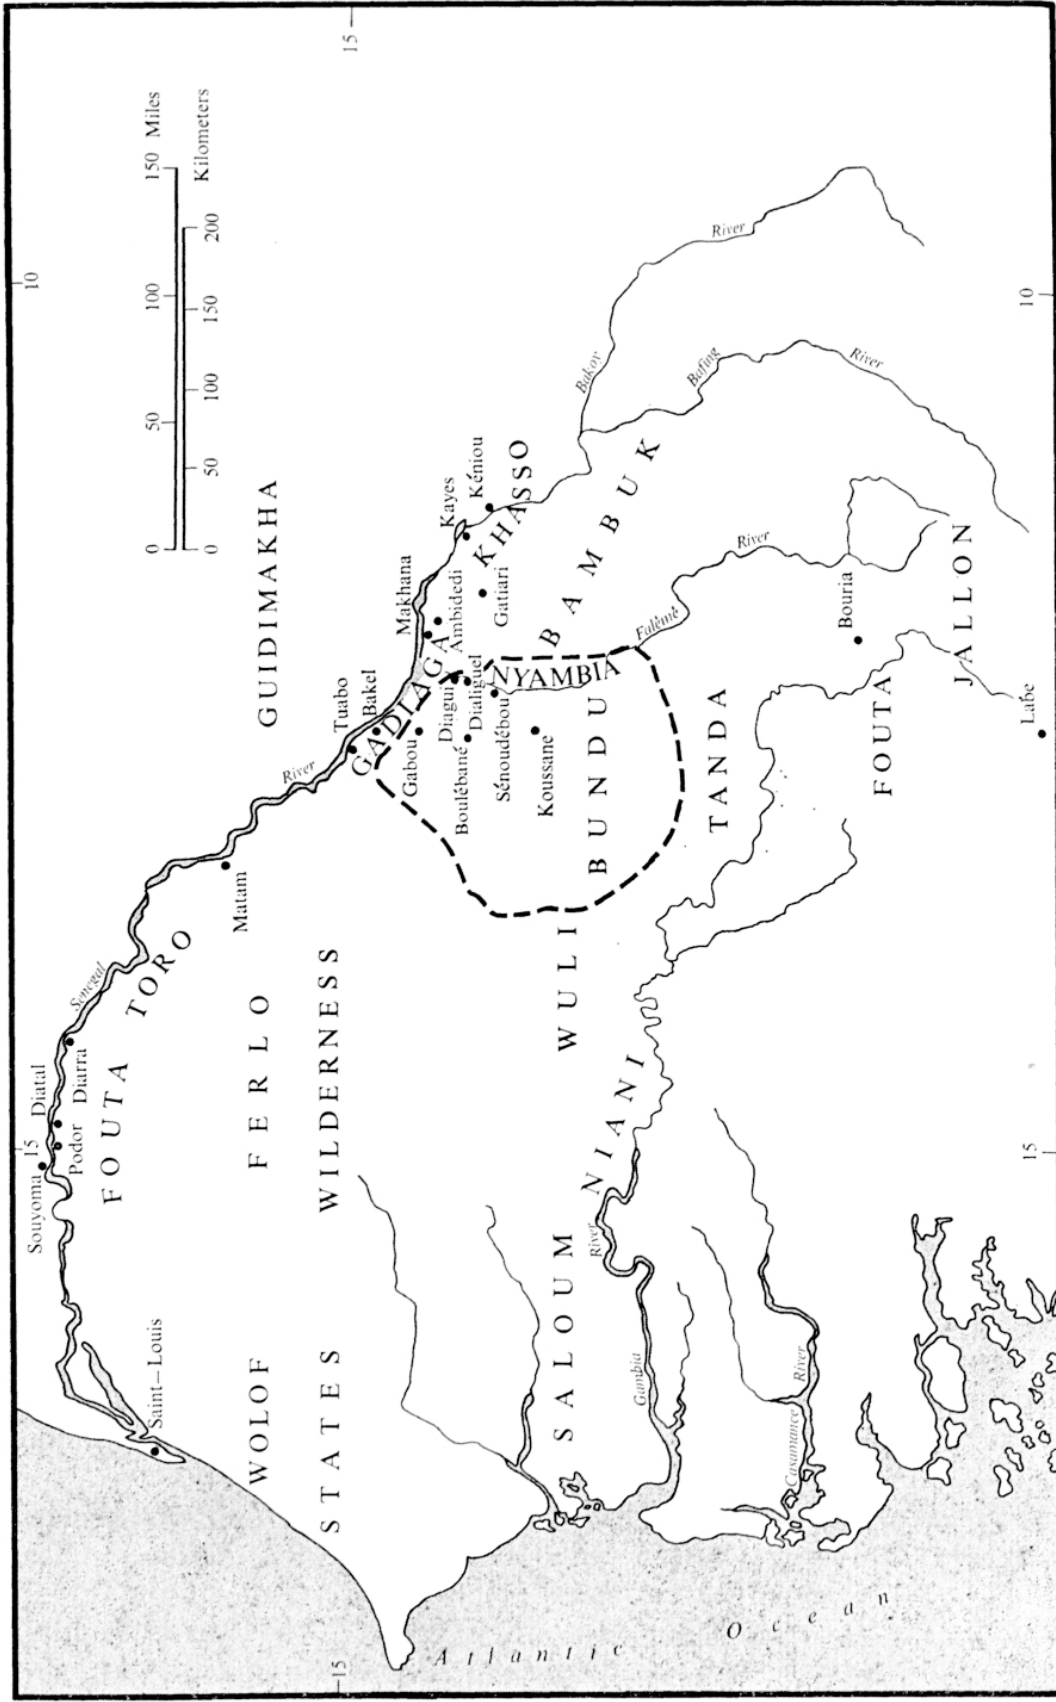 15
10
15
Souyoma
Diatal
Podor
Diarra
Senegal
River
FOUTA TORO
Saint-Louis
Matam
GUIDIMAKHA
0 50 100 150 Miles
0 50 100 150 200 Kilometers
WOLOF
STATES
FERLO
WILDERNESS
Tuabo
Bakel
GADIAGA
Makhana
Ambidedi
Kayes
Kéniou
KHASSO
Gatiari
Gabou
Diagui
Dialiguel
Boulébané
Sénoudébou
Koussane
NYAMBIA
BUNDU
BAMBUK
Bakoy
River
Bafing
River
Falémé
River
SALOUM
NIANI
WULI
TANDA
Gambia
River
FOUTA
JALLON
Bouria
Labe
Casamance
River
Atlantic
Ocean
15
15
10